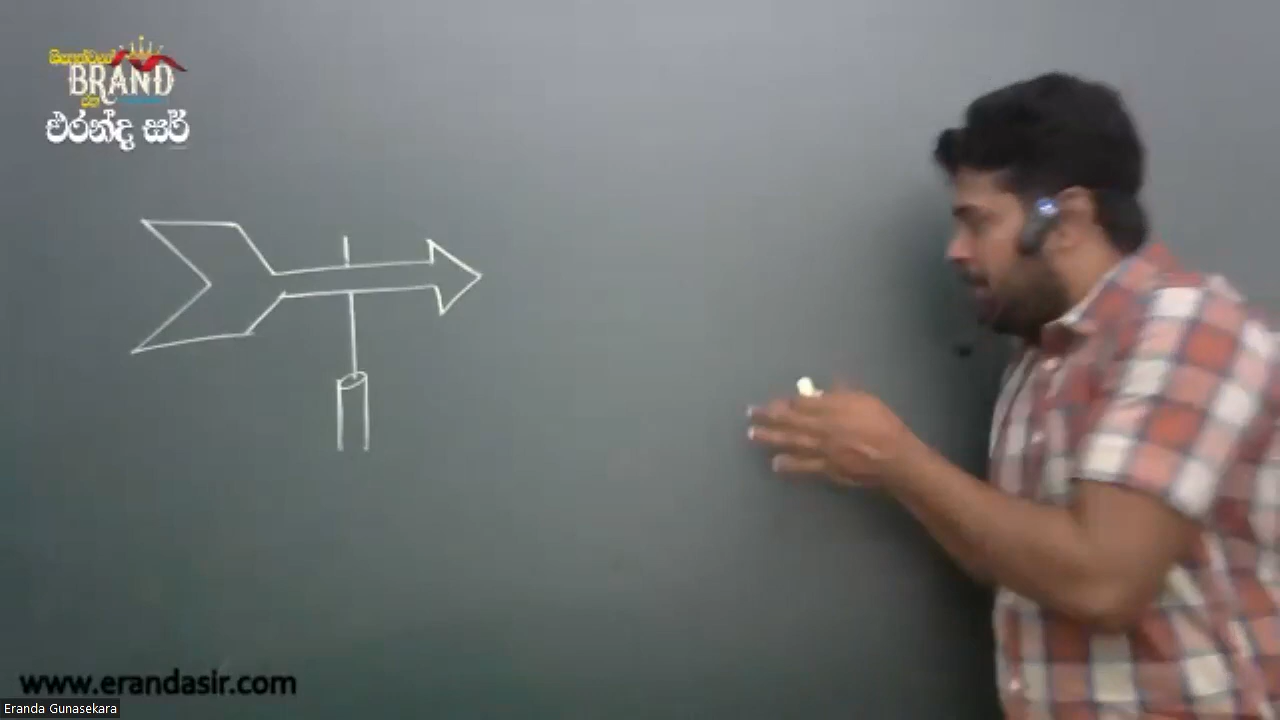 BRAND
එරන්ද සර්
www.erandasir.com
Eranda Gunasekara